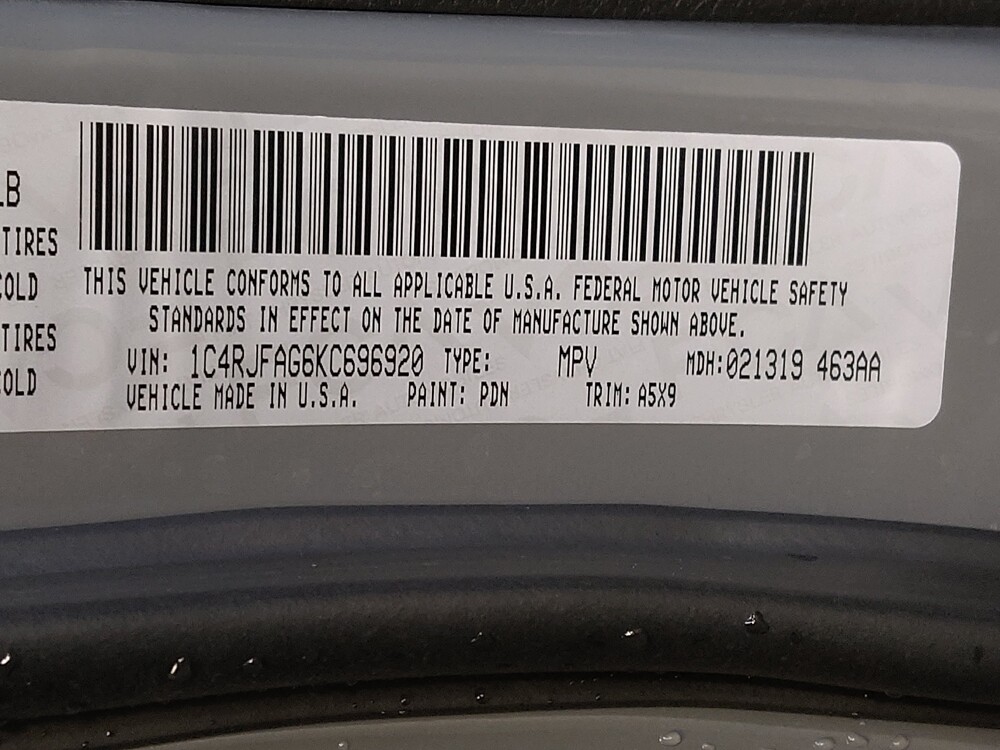 LB
TIRES
COLD
TIRES
COLD
THIS VEHICLE CONFORMS TO ALL APPLICABLE U.S.A. FEDERAL MOTOR VEHICLE SAFETY
STANDARDS IN EFFECT ON THE DATE OF MANUFACTURE SHOWN ABOVE.
VIN: 1C4RJFAG6KC696920 TYPE: MPV MDH:021319 463AA
VEHICLE MADE IN U.S.A. PAINT: PDN TRIM: A5X9